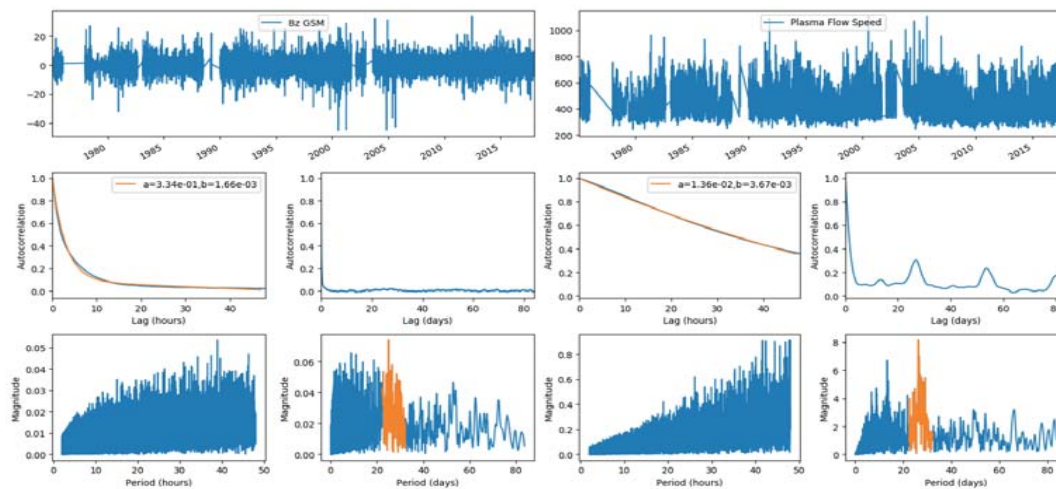 Bz GSM
20
0
−20
−40
1980 1985 1990 1995 2000 2005 2010 2015
Plasma Flow Speed
1000
800
600
400
200
1980 1985 1990 1995 2000 2005 2010 2015
a=3.34e-01,b=1.66e-03
Autocorrelation
1.0
0.8
0.6
0.4
0.2
0.0
0 10 20 30 40
Lag (hours)
Autocorrelation
1.0
0.8
0.6
0.4
0.2
0.0
0 20 40 60 80
Lag (days)
a=1.36e-02,b=3.67e-03
Autocorrelation
1.0
0.8
0.6
0.4
0.2
0.0
0 10 20 30 40
Lag (hours)
Autocorrelation
1.0
0.8
0.6
0.4
0.2
0.0
0 20 40 60 80
Lag (days)
Magnitude
0.05
0.04
0.03
0.02
0.01
0.00
0 10 20 30 40 50
Period (hours)
Magnitude
0.06
0.04
0.02
0.00
0 20 40 60 80
Period (days)
Magnitude
0.8
0.6
0.4
0.2
0.0
0 10 20 30 40 50
Period (hours)
Magnitude
8
6
4
2
0
0 20 40 60 80
Period (days)